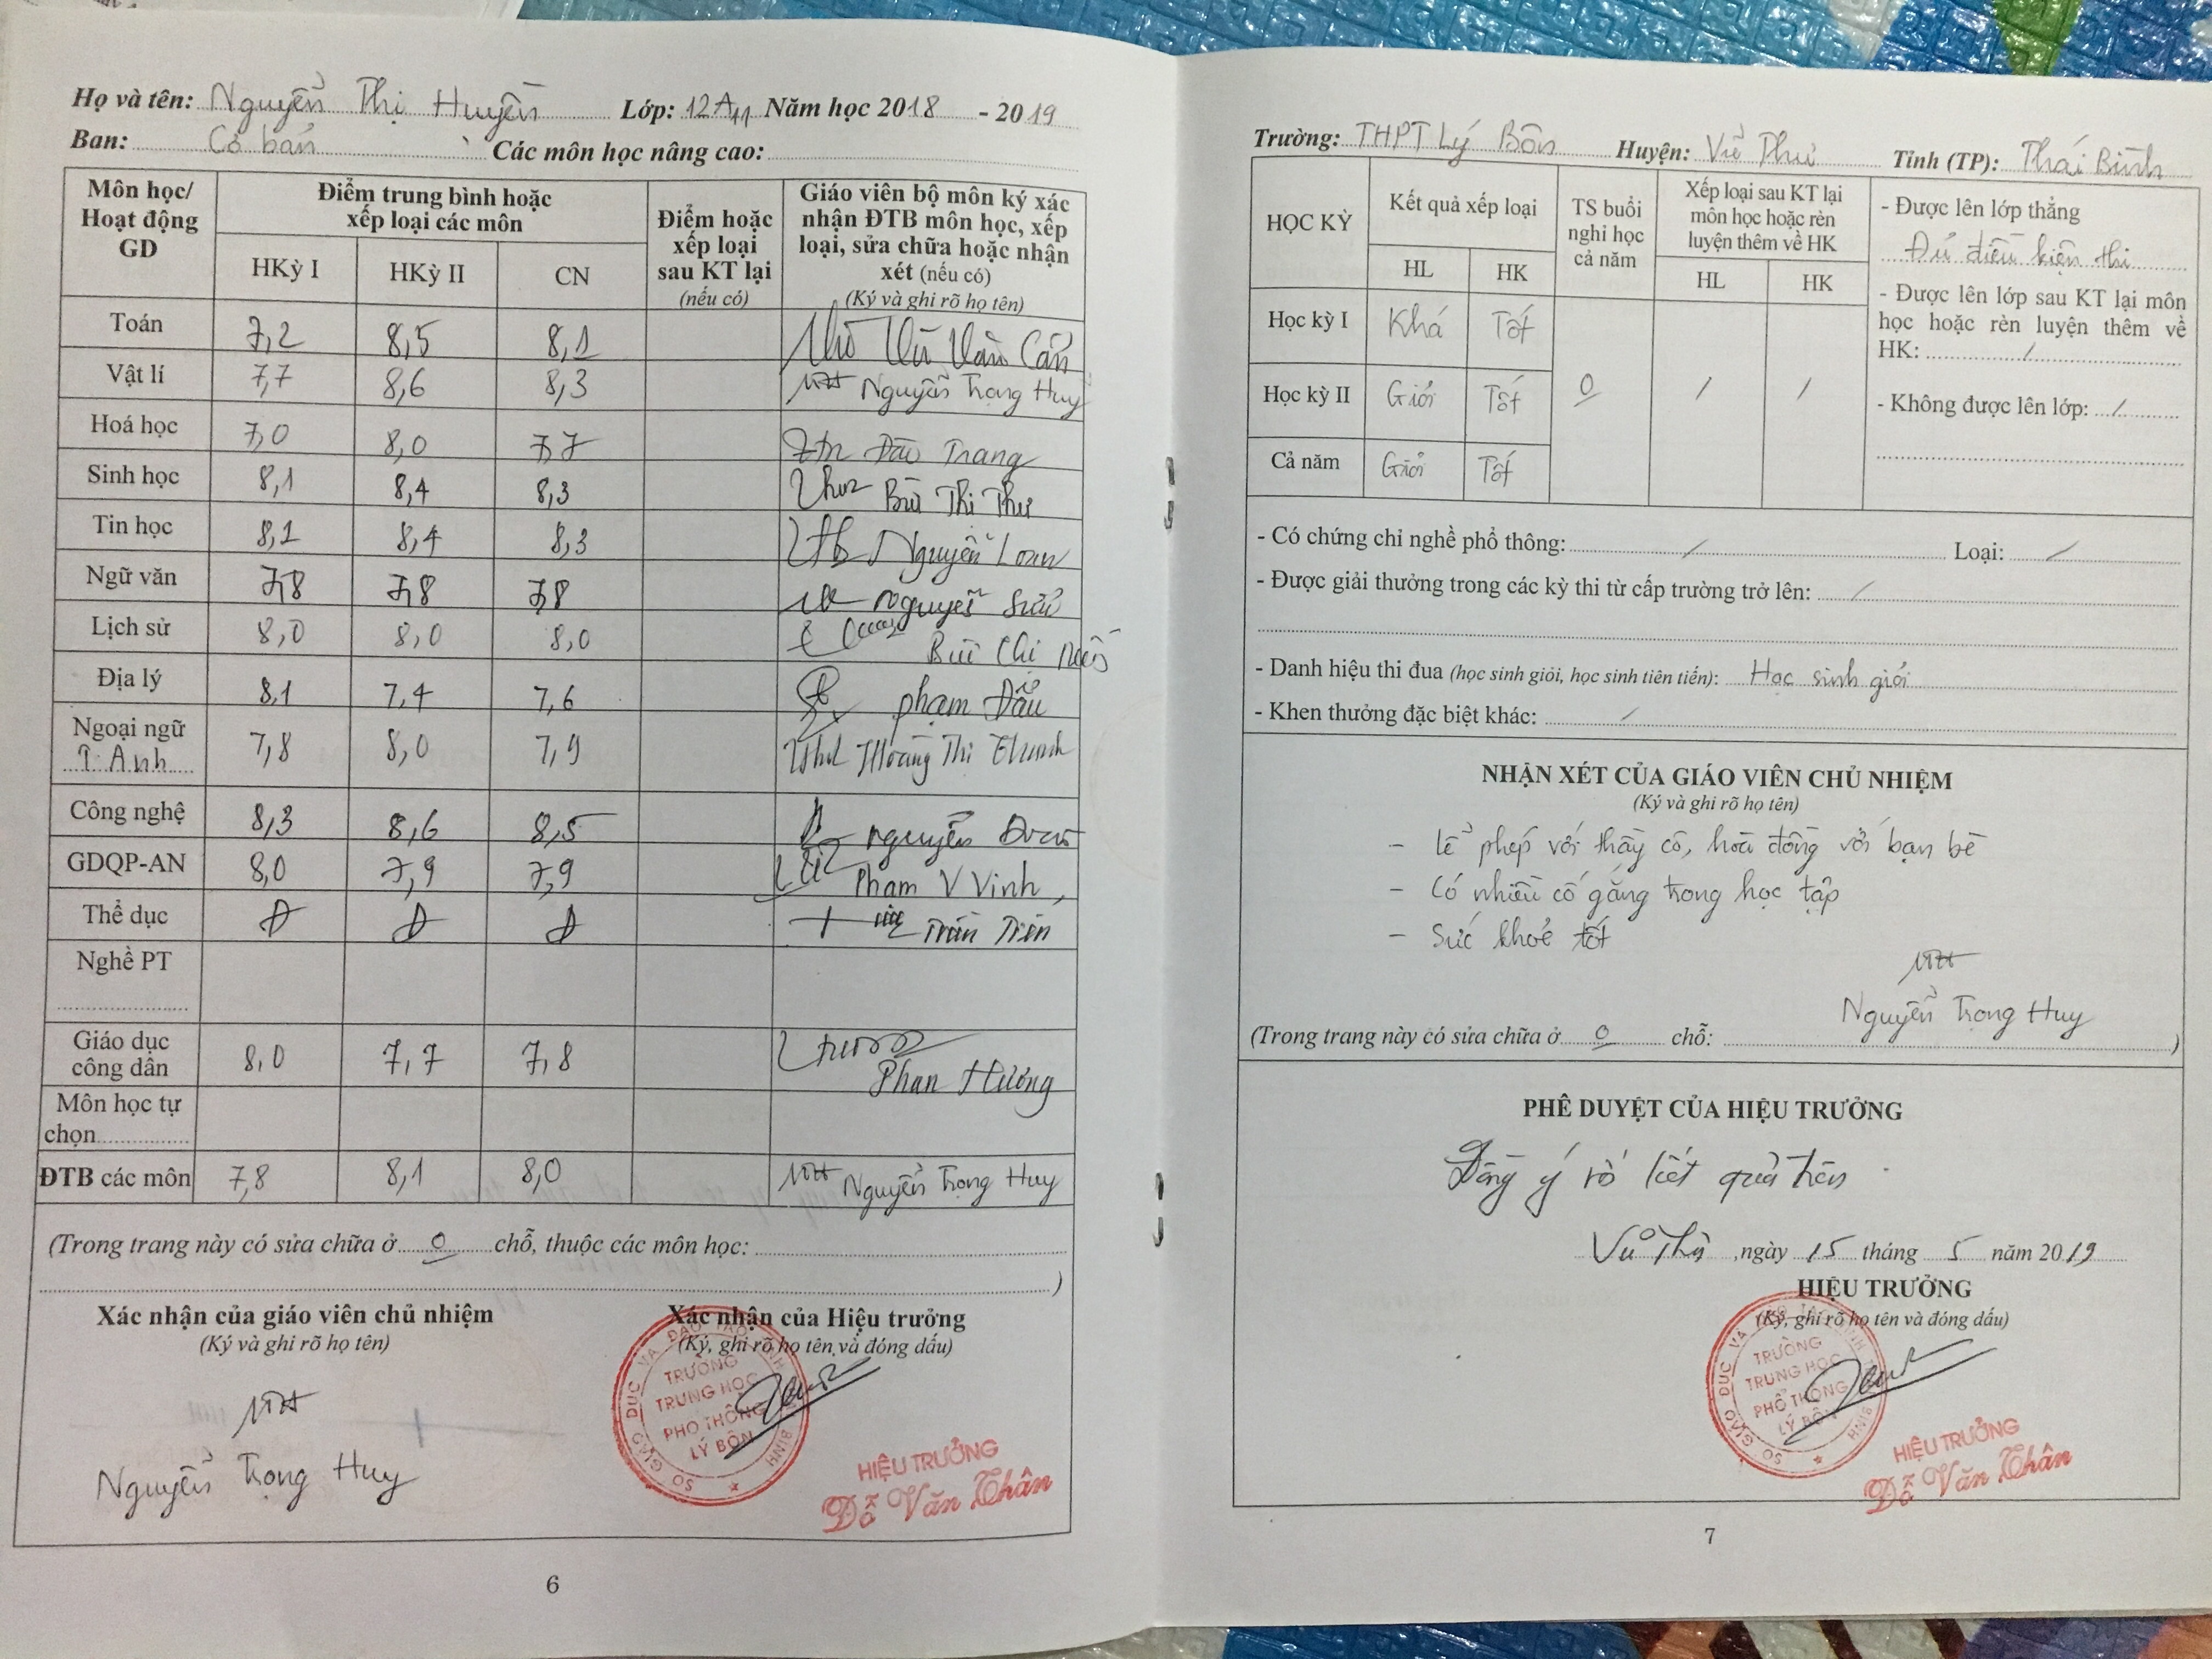 Họ và tên: Nguyễn Thị Huyền Lớp: 12A11 Năm học 2018 - 2019
Ban: Cơ bản Các môn học nâng cao:
Môn học/ Hoạt động GD
Điểm trung bình hoặc xếp loại các môn
Điểm hoặc xếp loại sau KT lại (nếu có)
Giáo viên bộ môn ký xác nhận ĐTB môn học, xếp loại, sửa chữa hoặc nhận xét (nếu có)
(Ký và ghi rõ họ tên)
HKỳ I HKỳ II CN
Toán 7,2 8,5 8,1
Vật lí 7,7 8,6 8,3 Nguyễn Trọng Huy
Hoá học 7,0 8,0 7,7 Đào Trang
Sinh học 8,1 8,4 8,3 Bùi Thị Thư
Tin học 8,1 8,4 8,3 Nguyễn Loan
Ngữ văn 7,8 7,8 7,8 Nguyễn
Lịch sử 8,0 8,0 8,0 Bùi Chi
Địa lý 8,1 7,4 7,6 Phạm
Ngoại ngữ T.Anh 7,8 8,0 7,9 Hoàng Thị
Công nghệ 8,3 8,6 8,5 Nguyễn
GDQP-AN 8,0 7,9 7,9 Phạm V Vinh
Thể dục Đ Đ Đ Trần
Nghề PT
Giáo dục công dân 8,0 7,7 7,8 Phan Hương
Môn học tự chọn
ĐTB các môn 7,8 8,1 8,0 Nguyễn Trọng Huy
(Trong trang này có sửa chữa ở 0 chỗ, thuộc các môn học: )
Xác nhận của giáo viên chủ nhiệm
(Ký và ghi rõ họ tên)
Nguyễn Trọng Huy
Xác nhận của Hiệu trưởng
(Ký, ghi rõ họ tên và đóng dấu)
SỞ GIÁO DỤC VÀ ĐÀO TẠO
BÌNH
TRƯỜNG
TRUNG HỌC
PHỔ THÔNG
LÝ BÔN
HIỆU TRƯỞNG
Đỗ Văn Khân
6
Trường: THPT Lý Bôn Huyện: Vũ Thư Tỉnh (TP): Thái Bình
HỌC KỲ
Kết quả xếp loại
TS buổi nghỉ học cả năm
Xếp loại sau KT lại môn học hoặc rèn luyện thêm về HK
HL HK HL HK
Học kỳ I Khá Tốt
Học kỳ II Giỏi Tốt 0 / /
Cả năm Giỏi Tốt
- Được lên lớp thẳng
Đủ điều kiện thi
- Được lên lớp sau KT lại môn học hoặc rèn luyện thêm về HK: /
- Không được lên lớp: /
- Có chứng chỉ nghề phổ thông: / Loại: /
- Được giải thưởng trong các kỳ thi từ cấp trường trở lên: /
- Danh hiệu thi đua (học sinh giỏi, học sinh tiên tiến): Học sinh giỏi
- Khen thưởng đặc biệt khác: /
NHẬN XÉT CỦA GIÁO VIÊN CHỦ NHIỆM
(Ký và ghi rõ họ tên)
- Lễ phép với thầy cô, hòa đồng với bạn bè
- Có nhiều cố gắng trong học tập
- Sức khỏe tốt
Nguyễn Trọng Huy
(Trong trang này có sửa chữa ở 0 chỗ: )
PHÊ DUYỆT CỦA HIỆU TRƯỞNG
Đồng ý kết quả trên.
Vũ Thư, ngày 15 tháng 5 năm 2019
HIỆU TRƯỞNG
(Ký, ghi rõ họ tên và đóng dấu)
SỞ GIÁO DỤC VÀ
BÌNH
TRƯỜNG
TRUNG HỌC
PHỔ THÔNG
LÝ BÔN
HIỆU TRƯỞNG
Đỗ Văn Khân
7